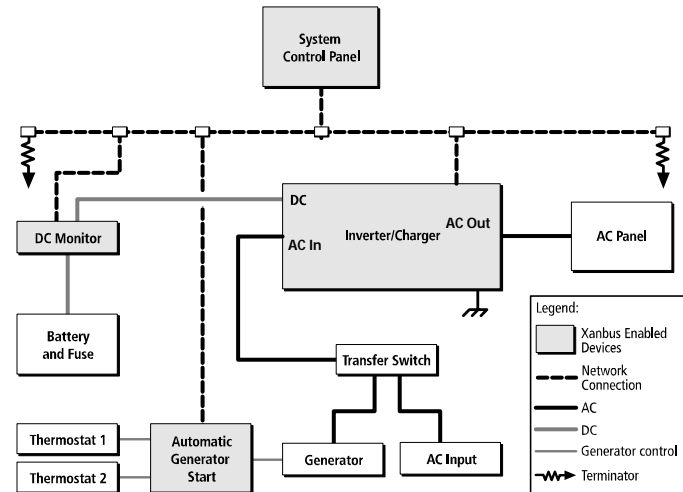 System
Control Panel
DC
AC In
Inverter/Charger
AC Out
AC Panel
DC Monitor
Battery
and Fuse
Transfer Switch
Thermostat 1
Thermostat 2
Automatic
Generator
Start
Generator
AC Input
Legend:
Xanbus Enabled
Devices
Network
Connection
AC
DC
Generator control
Terminator